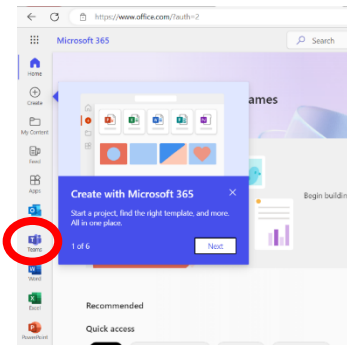 https://www.office.com/?auth=2
Microsoft 365
Search
Home
Create
My Content
Feed
Apps
Teams
Word
Excel
PowerPoint
ames
Create with Microsoft 365
Start a project, find the right template, and more.
All in one place.
1 of 6
Next
Begin buildin
Recommended
Quick access